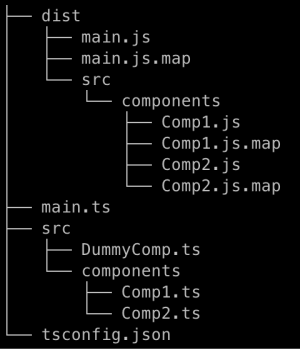 dist
main.js
main.js.map
src
components
Comp1.js
Comp1.js.map
Comp2.js
Comp2.js.map
main.ts
src
DummyComp.ts
components
Comp1.ts
Comp2.ts
tsconfig.json